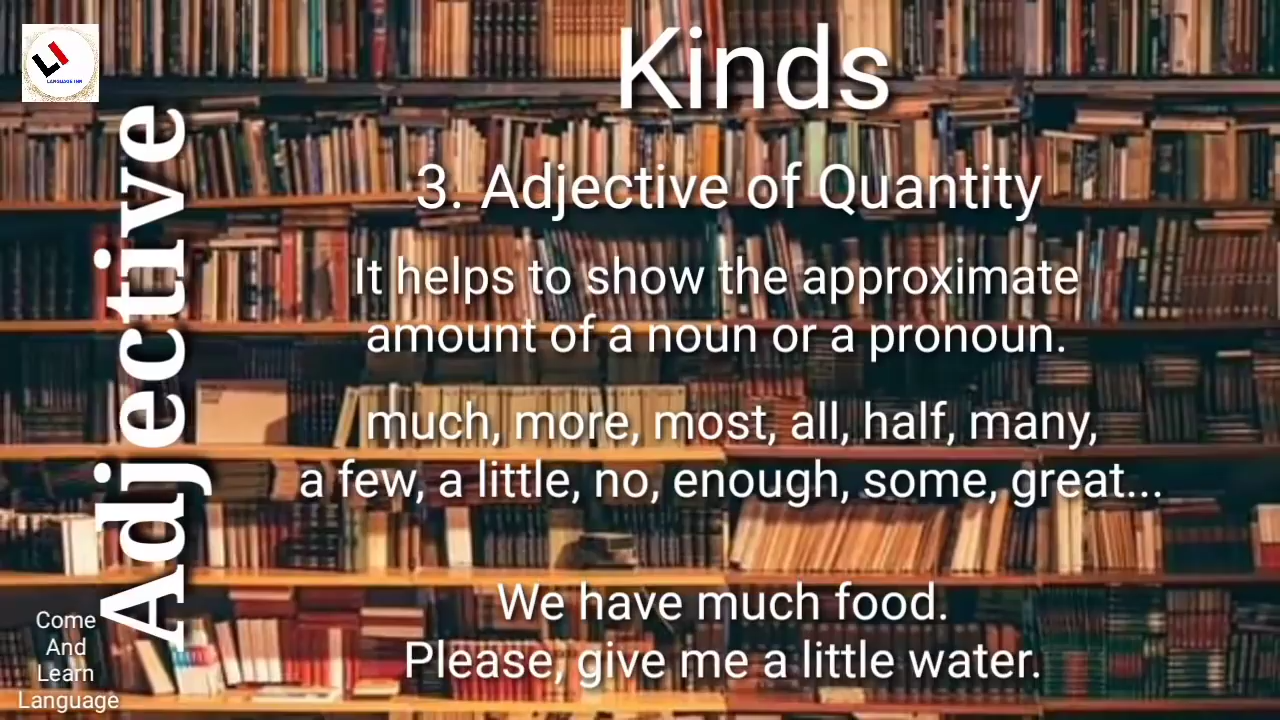 LANGUAGE INN
Kinds
Adjective
3. Adjective of Quantity
It helps to show the approximate
amount of a noun or a pronoun.
much, more, most, all, half, many,
a few, a little, no, enough, some, great...
We have much food.
Please, give me a little water.
Come
And
Learn
Language